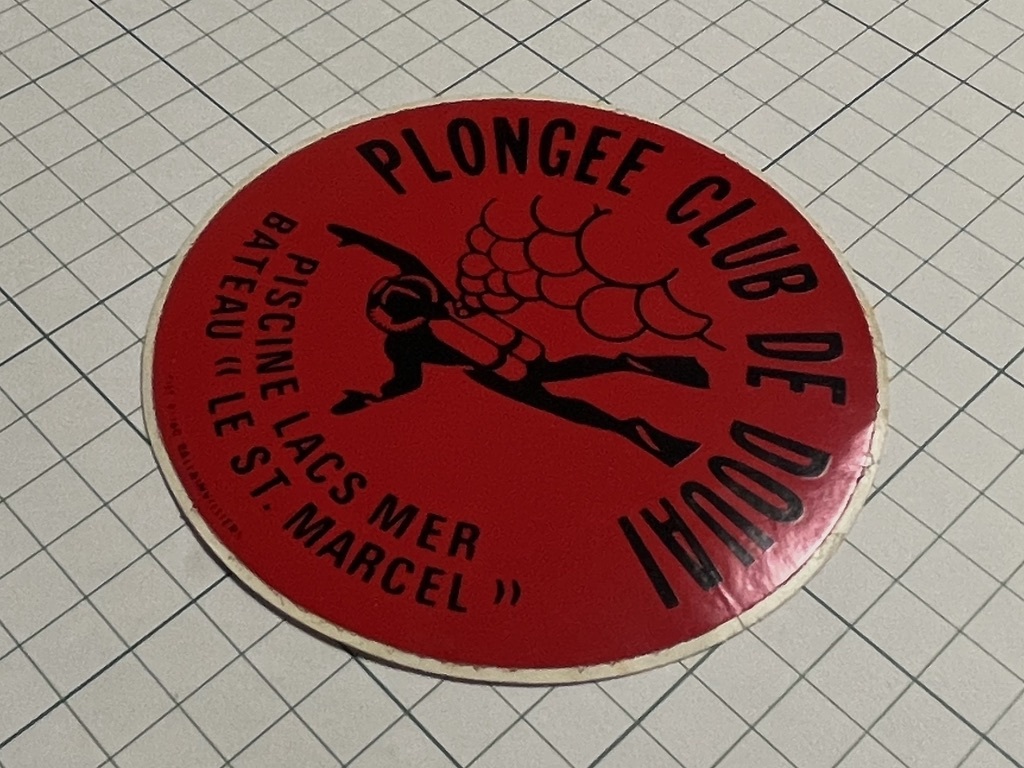 PLONGEE CLUB DE DOUAI
PISCINE LACS MER
BATEAU « LE ST. MARCEL »